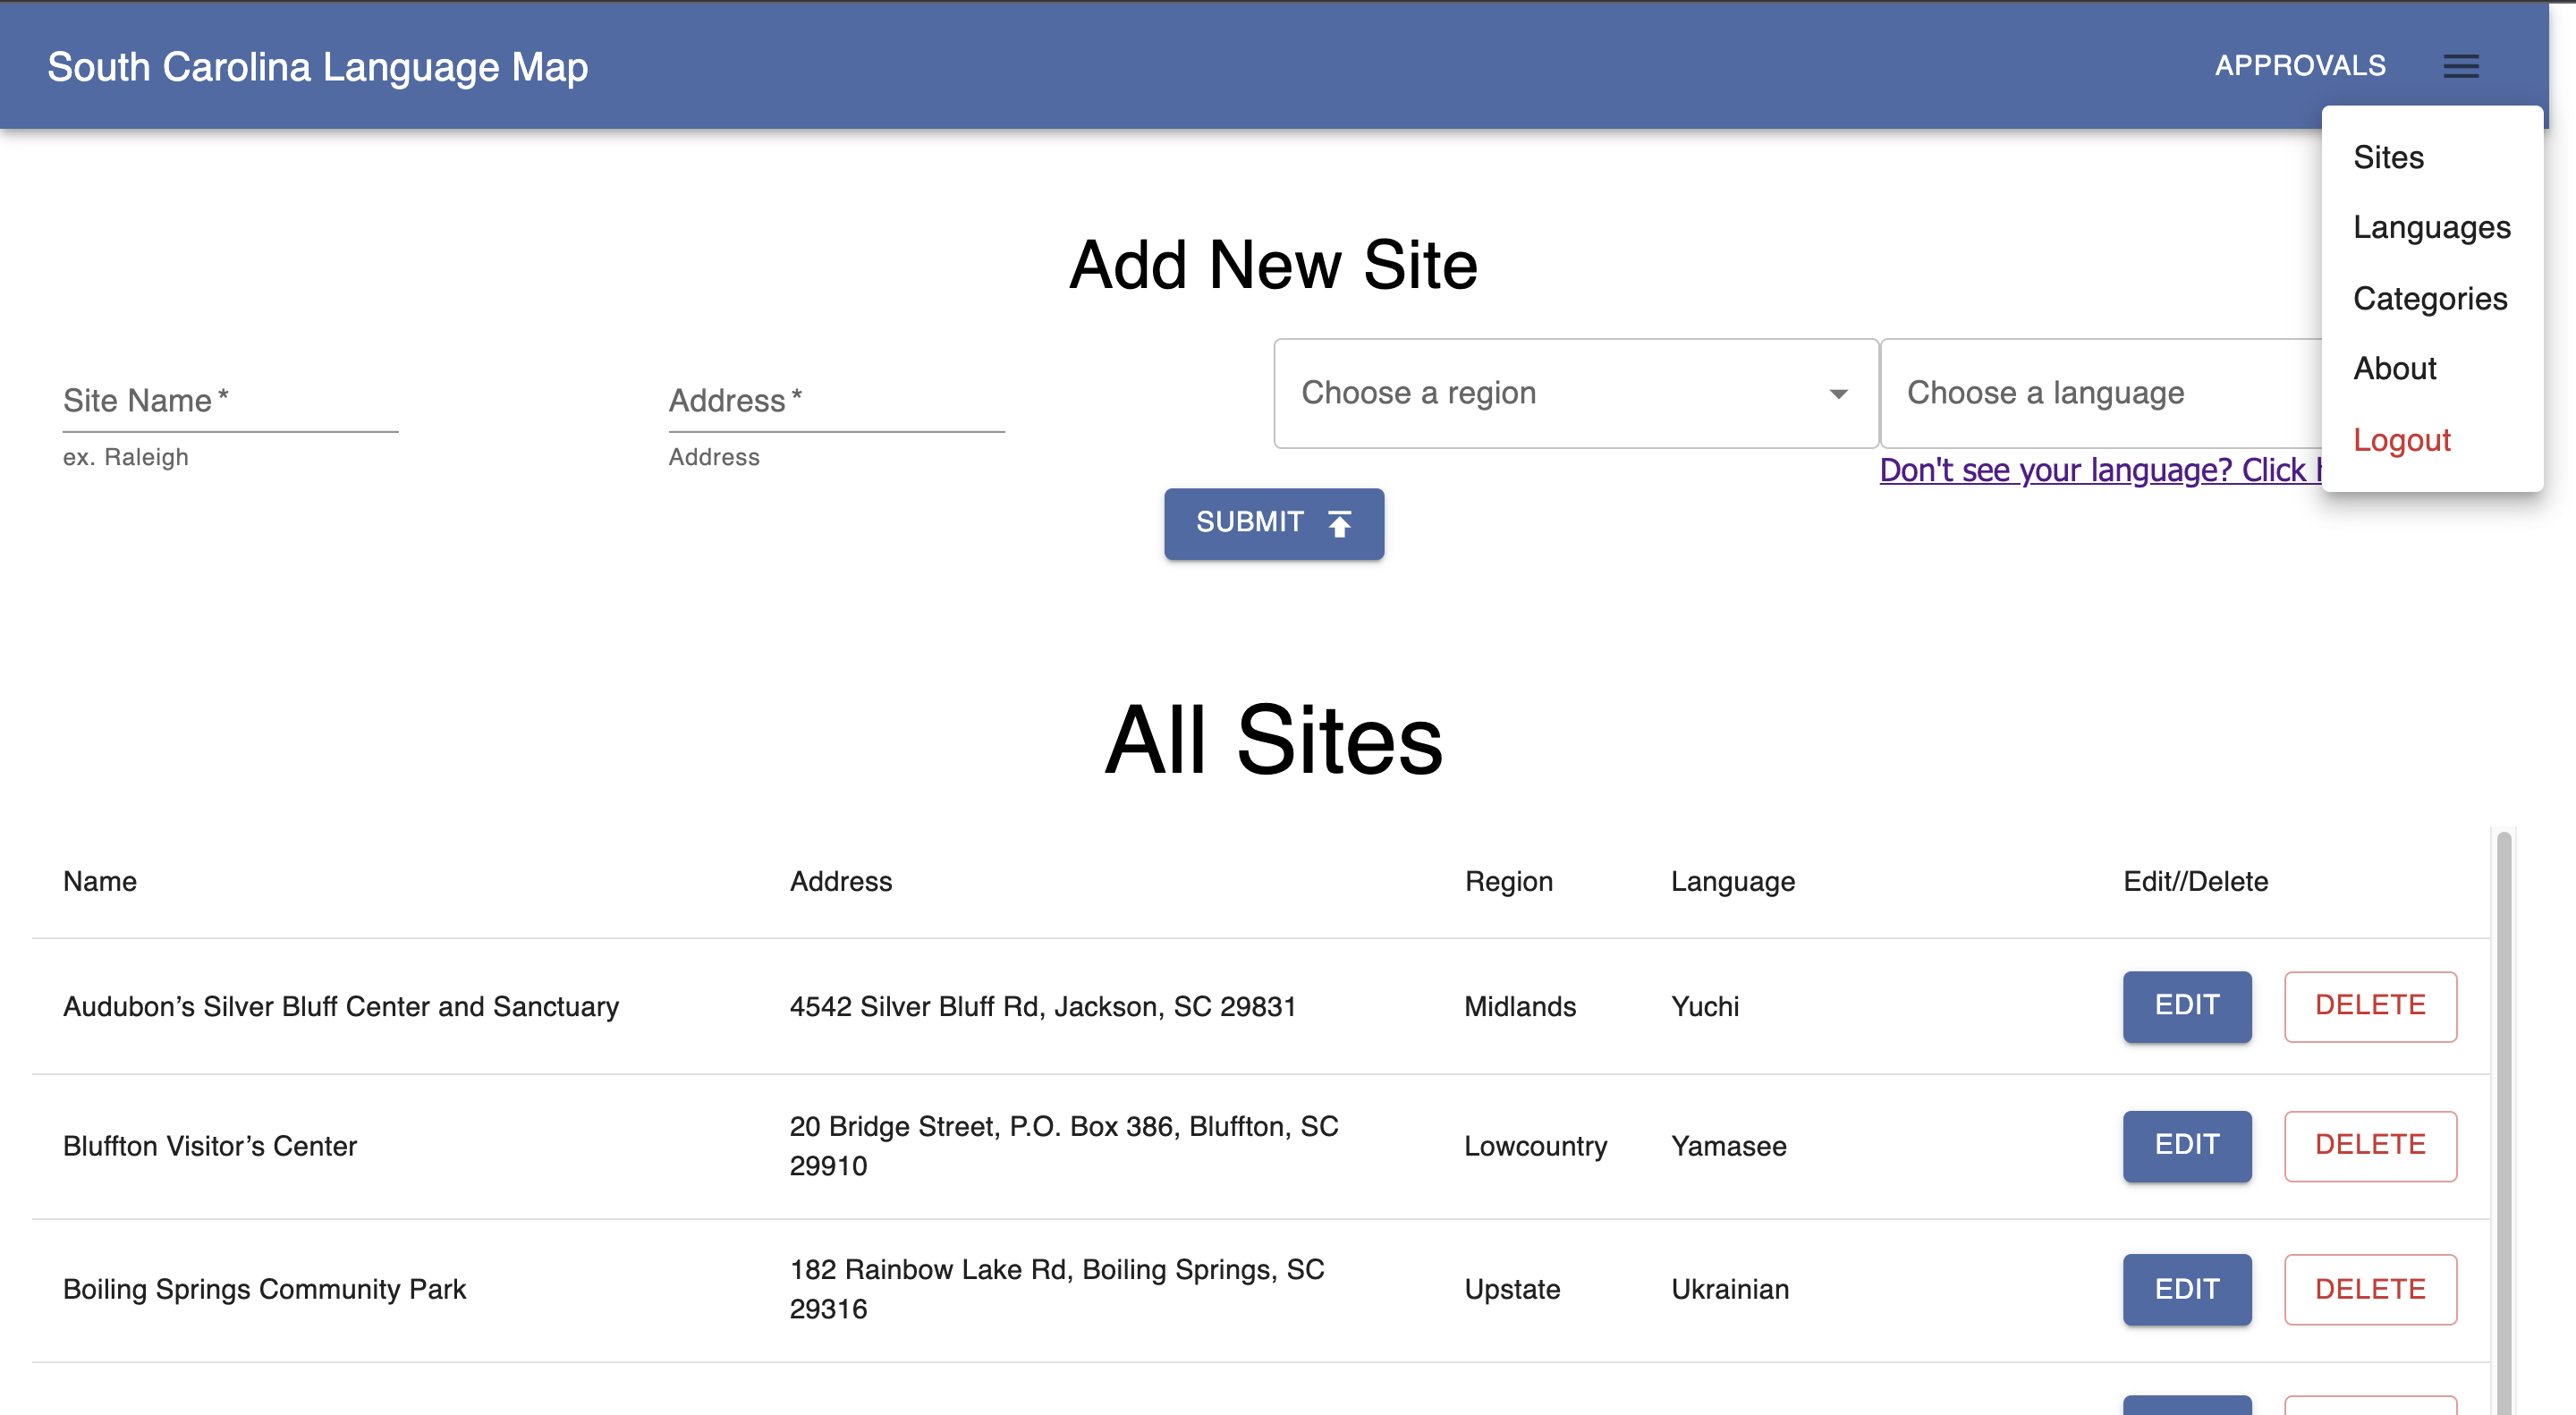 South Carolina Language Map
APPROVALS
Sites
Languages
Categories
About
Logout
Add New Site
Site Name *
ex. Raleigh
Address *
Address
Choose a region
Choose a language
Don't see your language? Click
SUBMIT
All Sites
Name Address Region Language Edit//Delete
Audubon’s Silver Bluff Center and Sanctuary 4542 Silver Bluff Rd, Jackson, SC 29831 Midlands Yuchi EDIT DELETE
Bluffton Visitor’s Center 20 Bridge Street, P.O. Box 386, Bluffton, SC
29910 Lowcountry Yamasee EDIT DELETE
Boiling Springs Community Park 182 Rainbow Lake Rd, Boiling Springs, SC
29316 Upstate Ukrainian EDIT DELETE